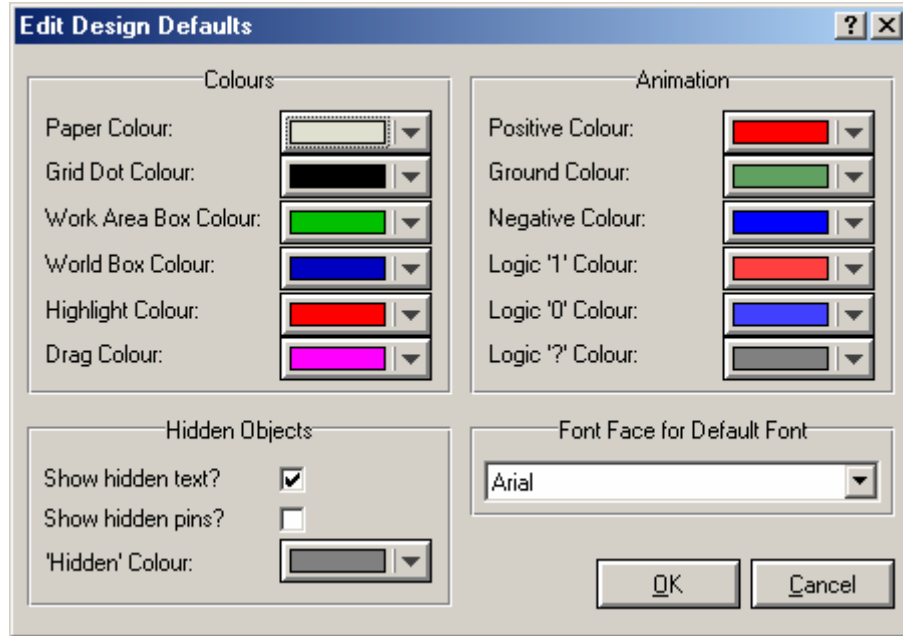 Edit Design Defaults
Colours
Paper Colour:
Grid Dot Colour:
Work Area Box Colour:
World Box Colour:
Highlight Colour:
Drag Colour:
Animation
Positive Colour:
Ground Colour:
Negative Colour:
Logic '1' Colour:
Logic '0' Colour:
Logic '?' Colour:
Hidden Objects
Show hidden text?
Show hidden pins?
'Hidden' Colour:
Font Face for Default Font
Arial
OK
Cancel